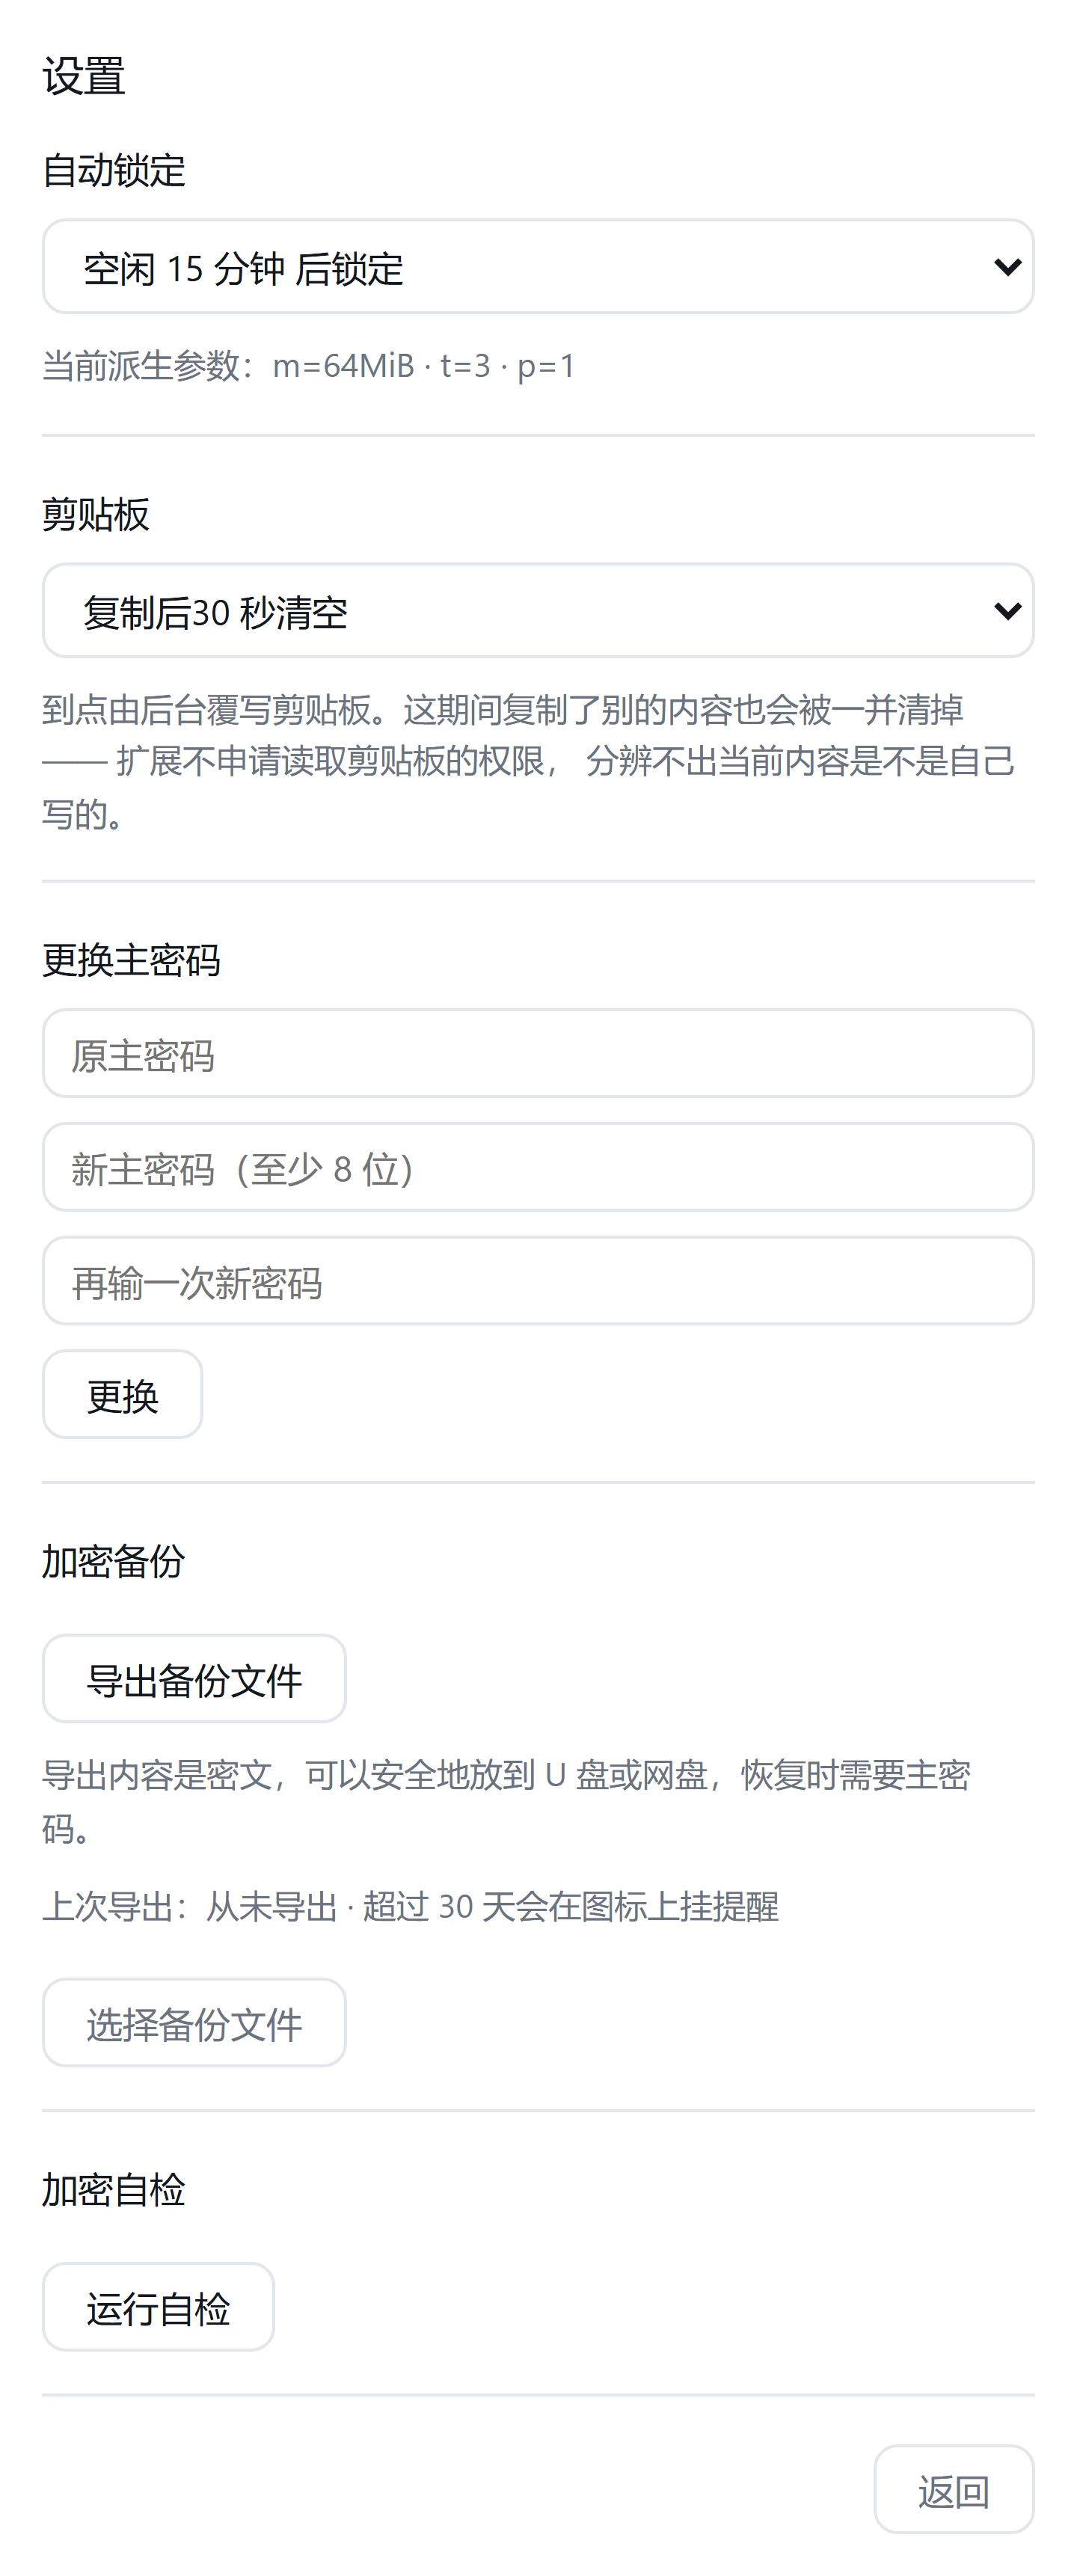 设置
自动锁定
空闲 15 分钟 后锁定
当前派生参数：m=64MiB · t=3 · p=1
剪贴板
复制后30 秒清空
到点由后台覆写剪贴板。这期间复制了别的内容也会被一并清掉
—— 扩展不申请读取剪贴板的权限， 分辨不出当前内容是不是自己
写的。
更换主密码
原主密码
新主密码（至少 8 位）
再输一次新密码
更换
加密备份
导出备份文件
导出内容是密文，可以安全地放到 U 盘或网盘，恢复时需要主密
码。
上次导出：从未导出 · 超过 30 天会在图标上挂提醒
选择备份文件
加密自检
运行自检
返回